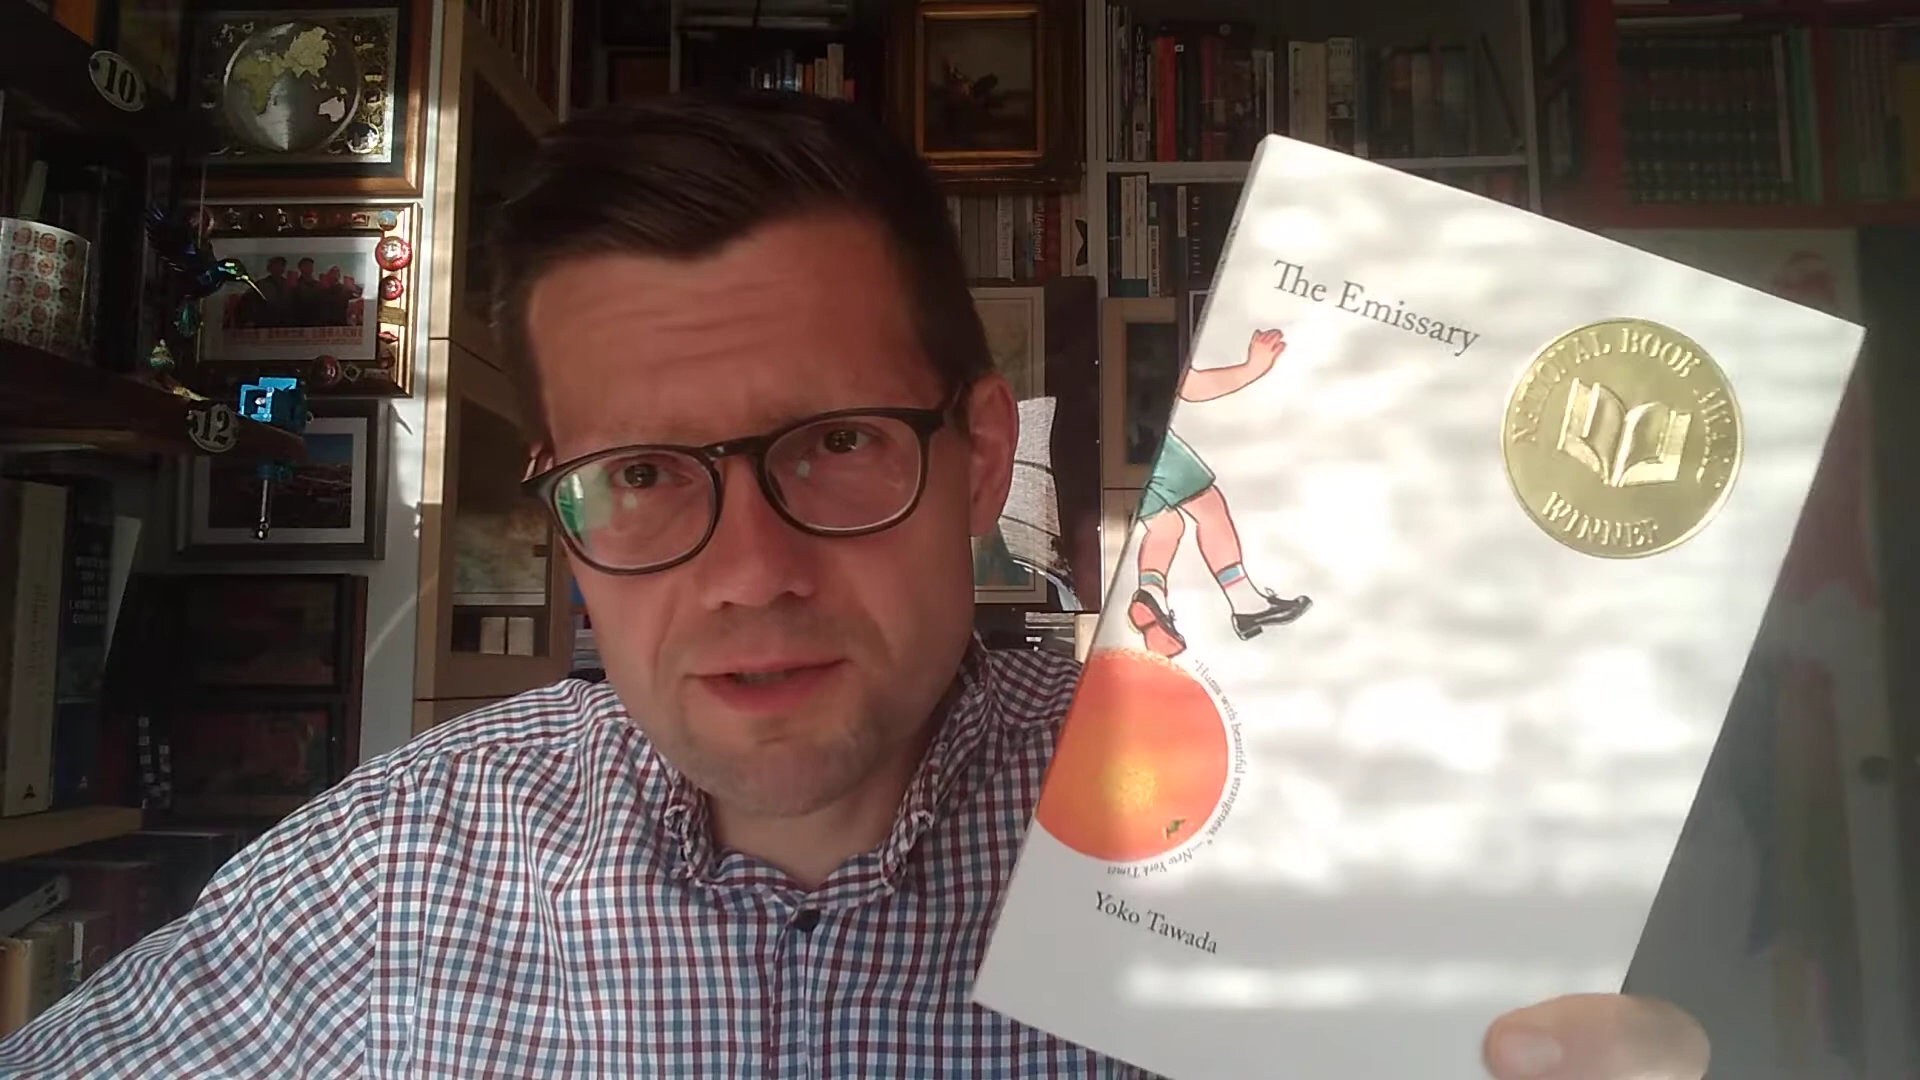 10
12
The Emissary
NATIONAL BOOK AWARD
WINNER
"Hums with beautiful strangeness." —New York Times
Yoko Tawada